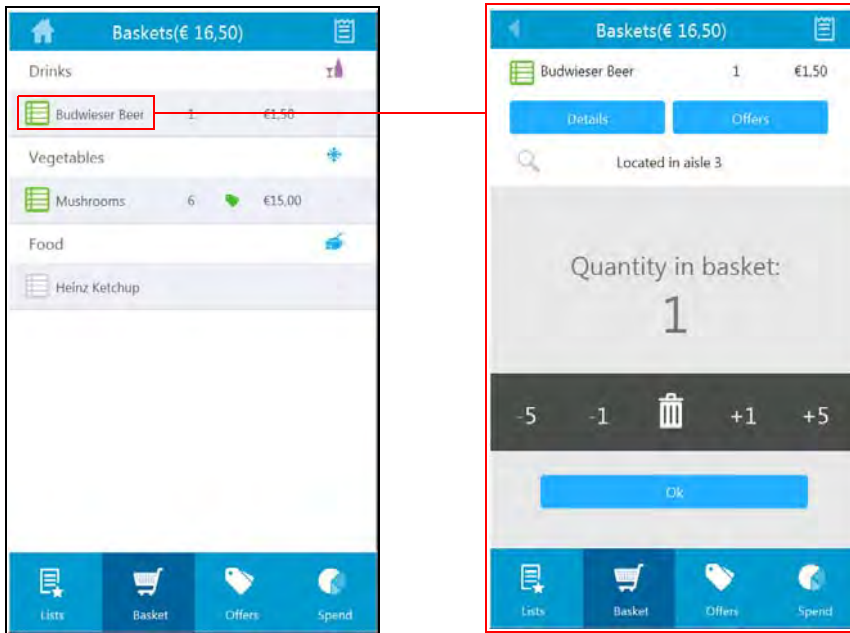 Baskets(€ 16,50)
Drinks
Budwieser Beer 1 €1,50
Vegetables
Mushrooms 6 €15,00
Food
Heinz Ketchup
Lists Basket Offers Spend
Baskets(€ 16,50)
Budwieser Beer 1 €1,50
Details Offers
Located in aisle 3
Quantity in basket:
1
-5 -1 +1 +5
Ok
Lists Basket Offers Spend